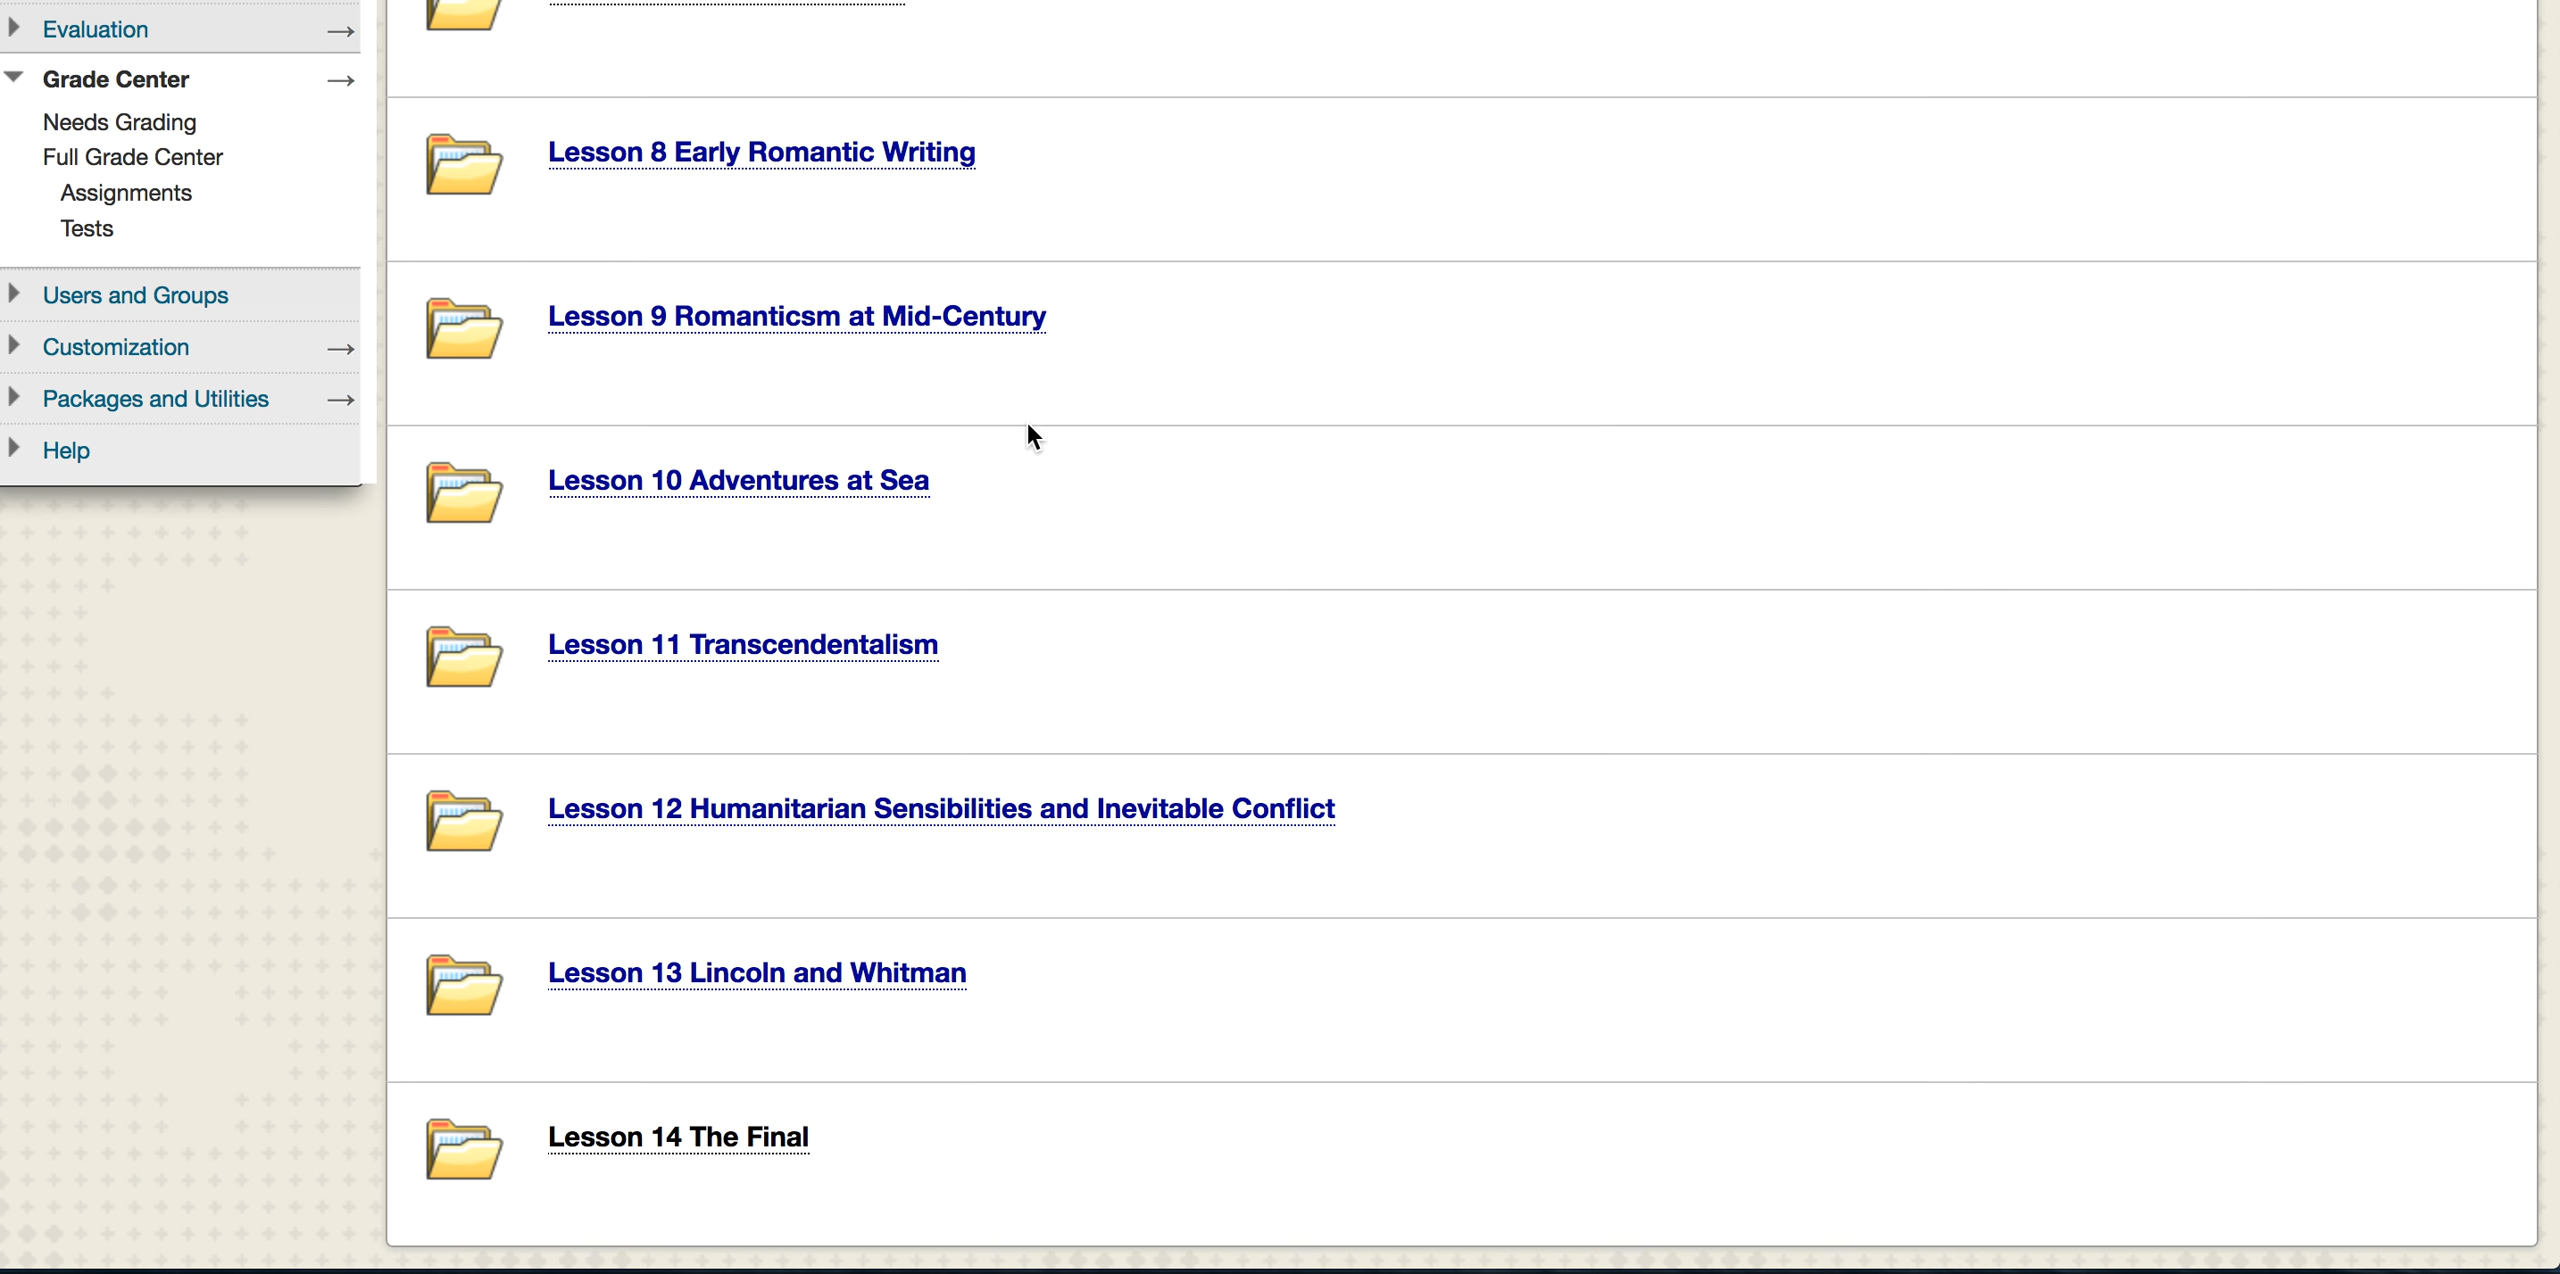 Evaluation
Grade Center
Needs Grading
Full Grade Center
Assignments
Tests
Users and Groups
Customization
Packages and Utilities
Help
Lesson 8 Early Romantic Writing
Lesson 9 Romanticsm at Mid-Century
Lesson 10 Adventures at Sea
Lesson 11 Transcendentalism
Lesson 12 Humanitarian Sensibilities and Inevitable Conflict
Lesson 13 Lincoln and Whitman
Lesson 14 The Final